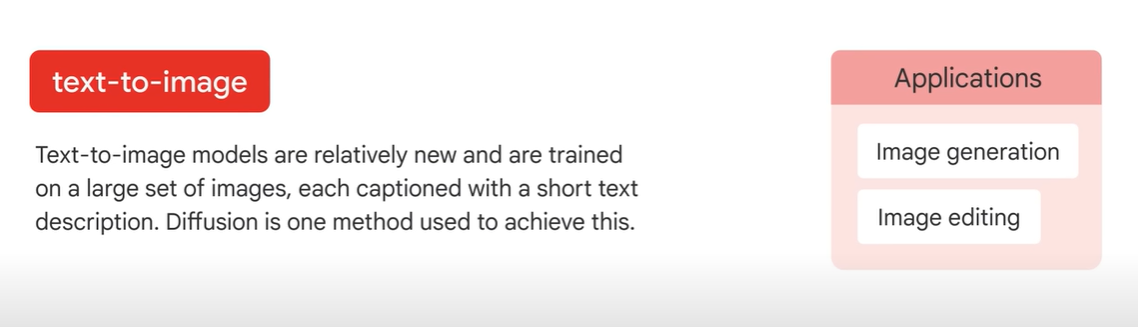 text-to-image
Text-to-image models are relatively new and are trained
on a large set of images, each captioned with a short text
description. Diffusion is one method used to achieve this.
Applications
Image generation
Image editing